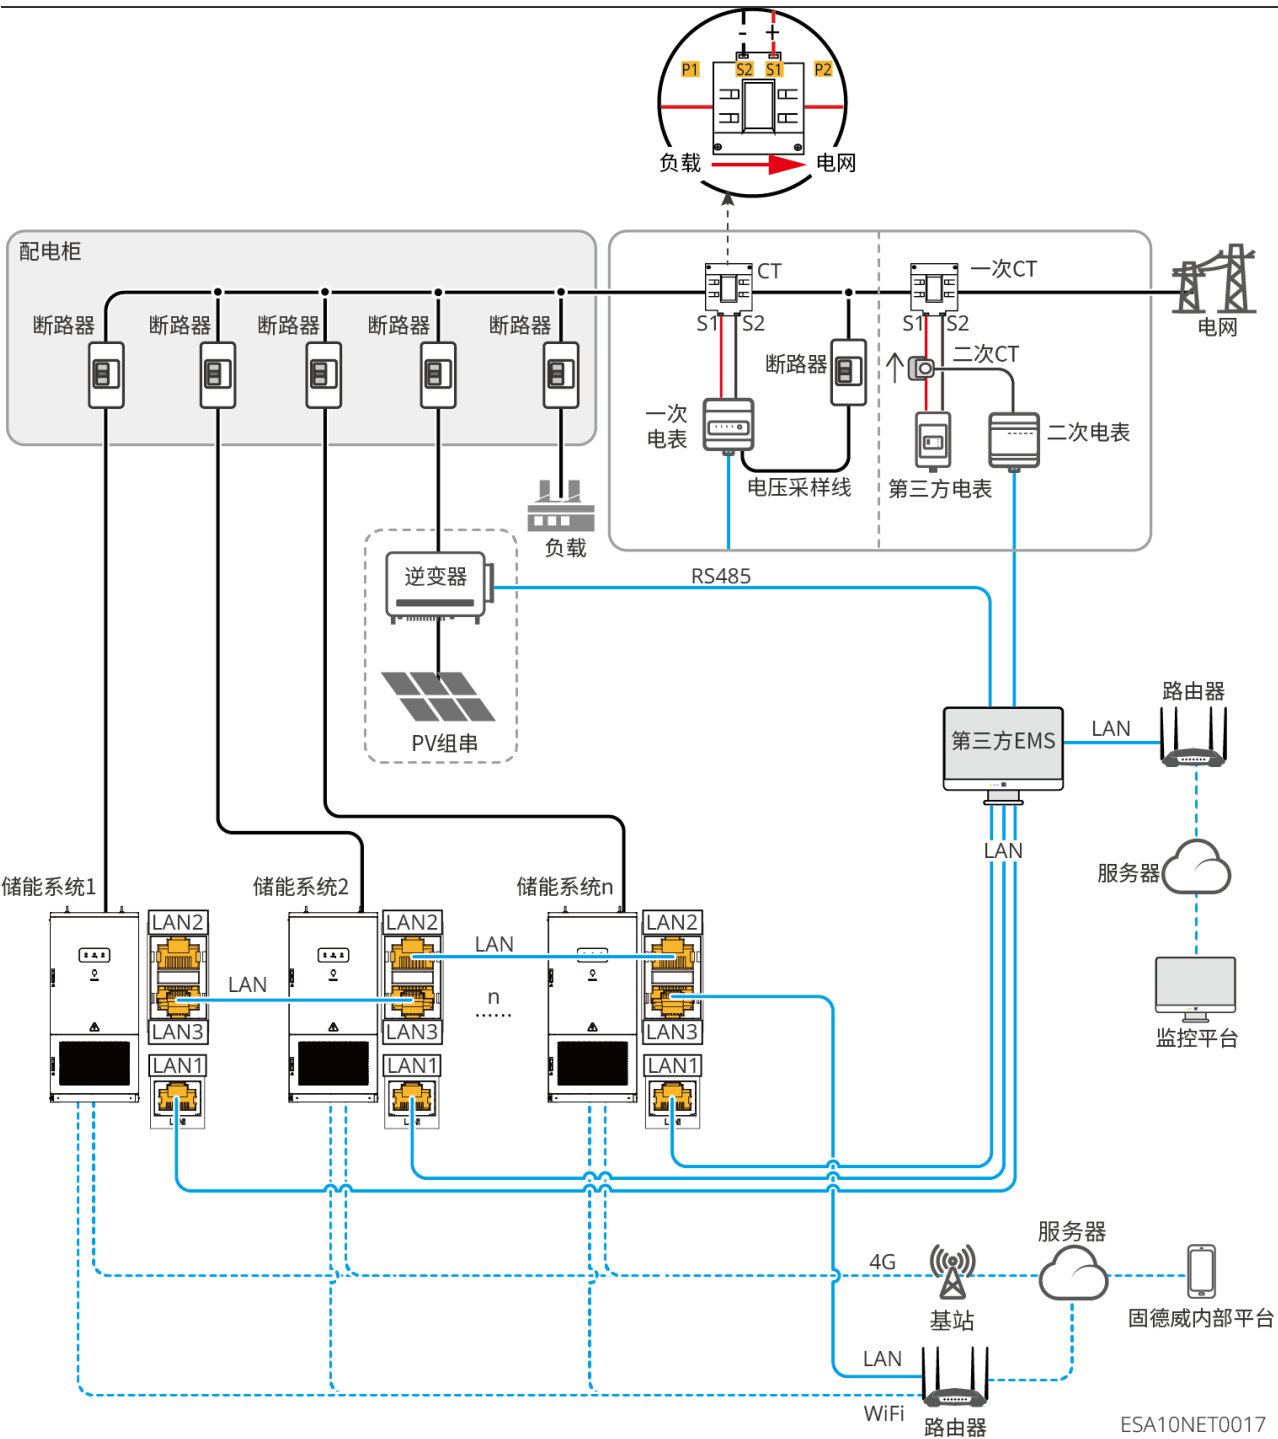 - +
P1 S2 S1 P2
负载 电网
配电柜
CT 一次CT
断路器 断路器 断路器 断路器 断路器
S1 S2 S1 S2
电网
断路器 二次CT
一次
电表
二次电表
电压采样线 第三方电表
负载
逆变器 RS485
路由器
LAN
第三方EMS
PV组串
LAN
服务器
储能系统1 储能系统2 储能系统n
LAN2 LAN2 LAN2
LAN
LAN
n
······
LAN3 LAN3 LAN3
监控平台
LAN1 LAN1 LAN1
服务器
4G
基站 固德威内部平台
LAN
WiFi
路由器
ESA10NET0017